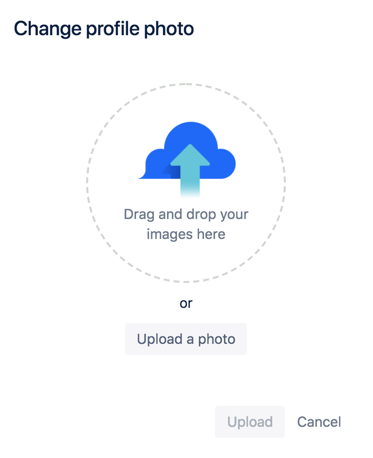 Change profile photo
Drag and drop your
images here
or
Upload a photo
Upload
Cancel